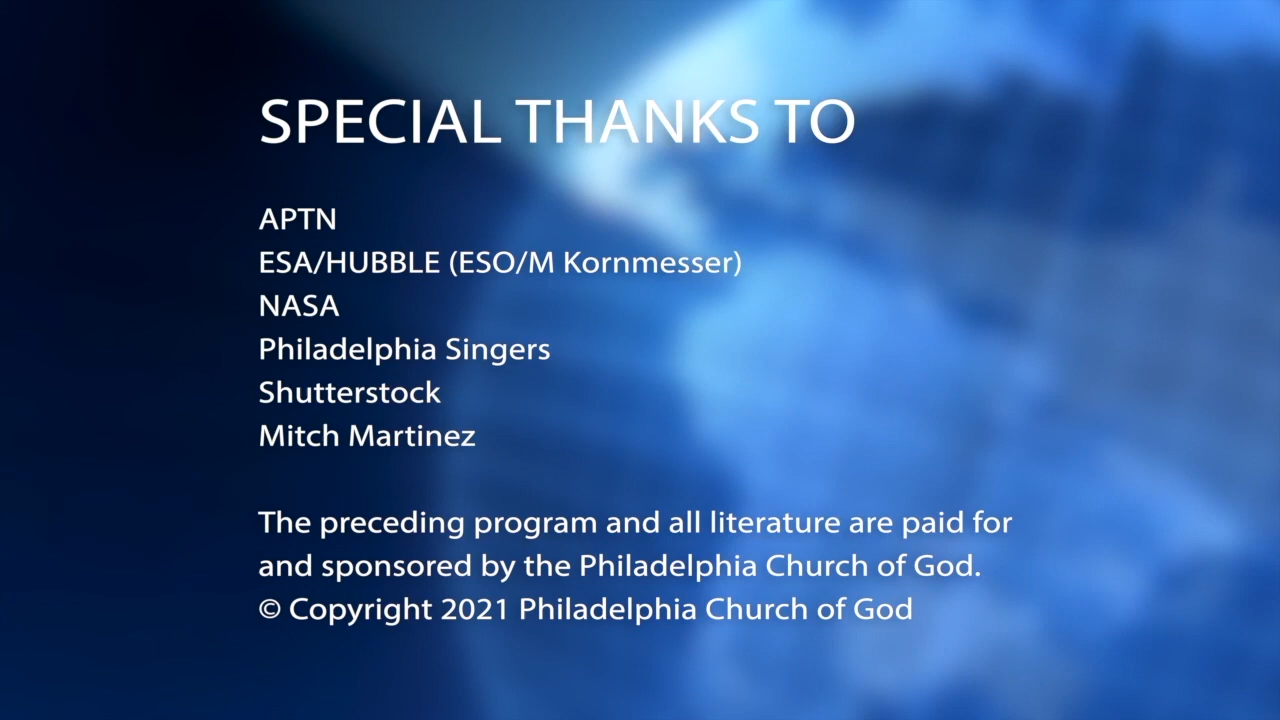 SPECIAL THANKS TO
APTN
ESA/HUBBLE (ESO/M Kornmesser)
NASA
Philadelphia Singers
Shutterstock
Mitch Martinez
The preceding program and all literature are paid for
and sponsored by the Philadelphia Church of God.
© Copyright 2021 Philadelphia Church of God